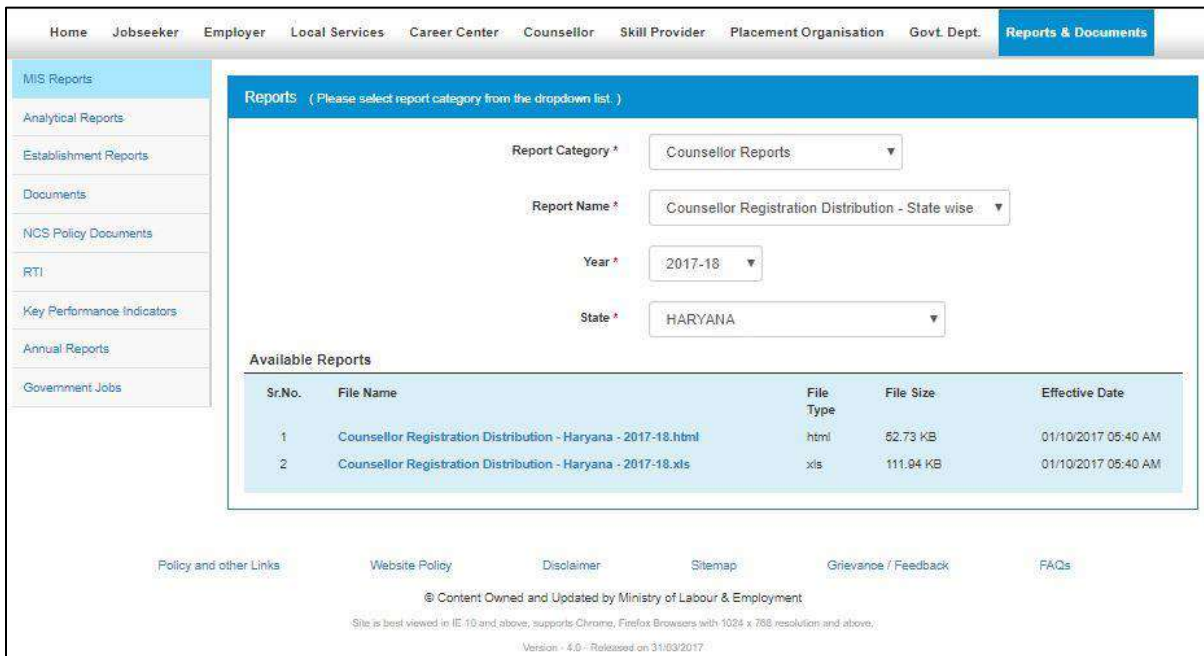 Home Jobseeker Employer Local Services Career Center Counsellor Skill Provider Placement Organisation Govt. Dept. Reports & Documents
MIS Reports
Analytical Reports
Establishment Reports
Documents
NCS Policy Documents
RTI
Key Performance Indicators
Annual Reports
Government Jobs
Reports ( Please select report category from the dropdown list. )
Report Category * Counsellor Reports
Report Name * Counsellor Registration Distribution - State wise
Year * 2017-18
State * HARYANA
Available Reports
Sr.No. File Name File Type File Size Effective Date
1 Counsellor Registration Distribution - Haryana - 2017-18.html html 52.73 KB 01/10/2017 05:40 AM
2 Counsellor Registration Distribution - Haryana - 2017-18.xls xls 111.94 KB 01/10/2017 05:40 AM
Policy and other Links Website Policy Disclaimer Sitemap Grievance / Feedback FAQs
© Content Owned and Updated by Ministry of Labour & Employment
Site is best viewed in IE 10 and above, supports Chrome, Firefox Browsers with 1024 x 768 resolution and above.
Version - 4.0 - Released on 31/03/2017